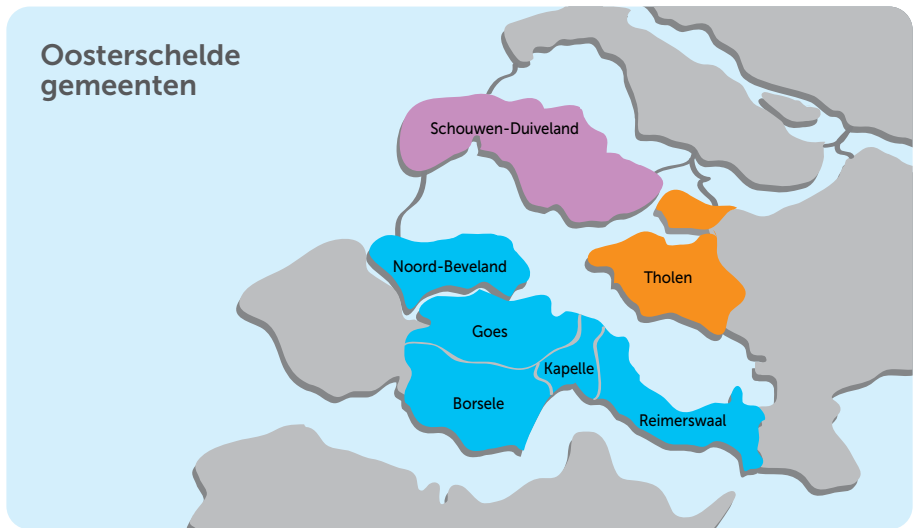 Oosterschelde
gemeenten
Schouwen-Duiveland
Noord-Beveland
Tholen
Goes
Kapelle
Borsele
Reimerswaal